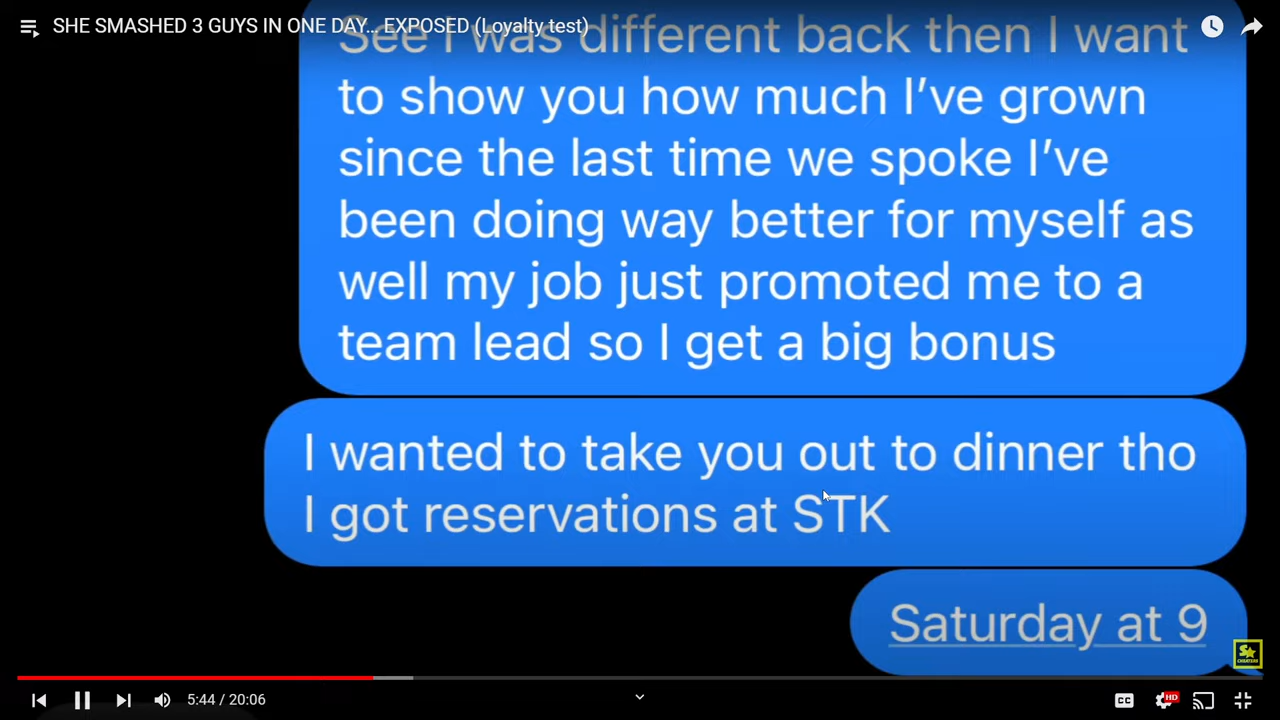 SHE SMASHED 3 GUYS IN ONE DAY... EXPOSED (Loyalty test)
See I was different back then I want
to show you how much I've grown
since the last time we spoke I've
been doing way better for myself as
well my job just promoted me to a
team lead so I get a big bonus
I wanted to take you out to dinner tho
I got reservations at STK
Saturday at 9
S
CHEATERS
5:44 / 20:06
CC
HD